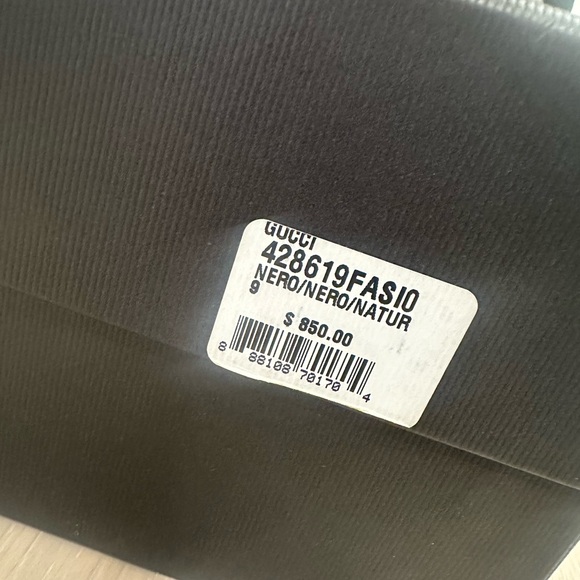 GUCCI
428619FASI0
NERO/NERO/NATUR
9
$ 850.00
8 88108 70170 4